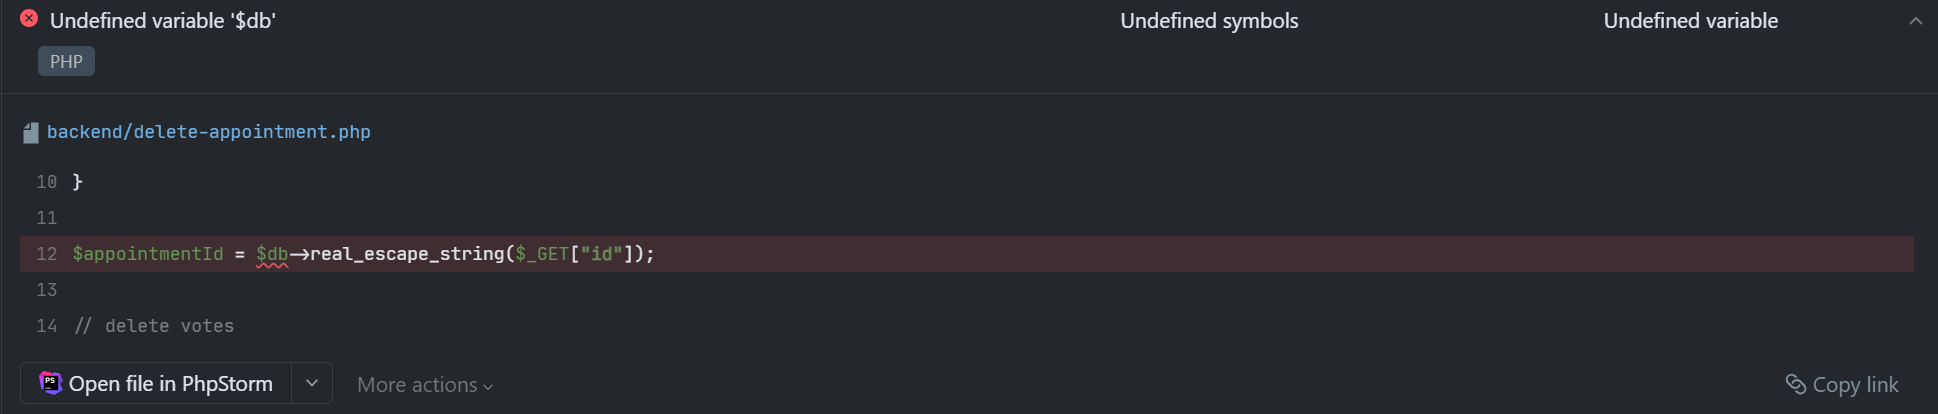 Undefined variable '$db' Undefined symbols Undefined variable
PHP
backend/delete-appointment.php
10 }
11
12 $appointmentId = $db->real_escape_string($_GET["id"]);
13
14 // delete votes
PS Open file in PhpStorm More actions Copy link